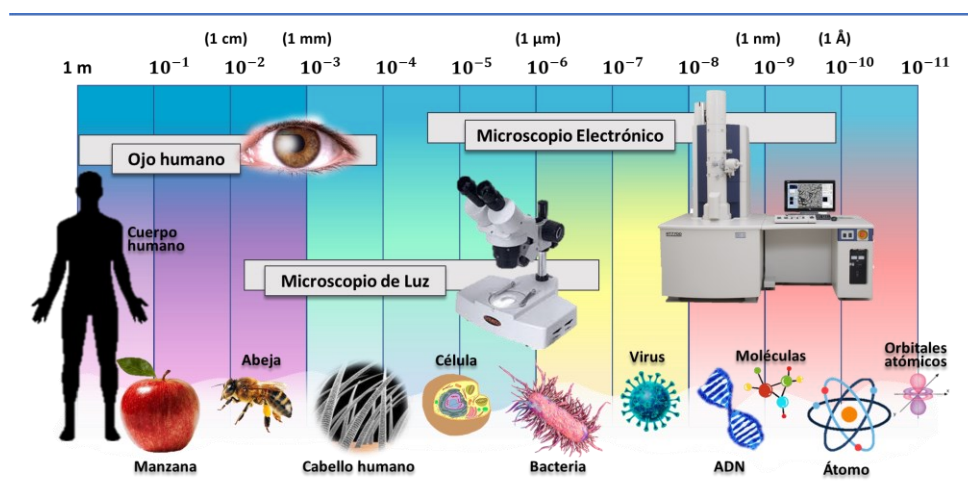 (1 cm) (1 mm) (1 μm) (1 nm) (1 Å)
1 m 10⁻¹ 10⁻² 10⁻³ 10⁻⁴ 10⁻⁵ 10⁻⁶ 10⁻⁷ 10⁻⁸ 10⁻⁹ 10⁻¹⁰ 10⁻¹¹
Microscopio Electrónico
Ojo humano
Cuerpo
humano
Microscopio de Luz
Abeja
Célula
Virus
Moléculas
Orbitales
atómicos
Manzana
Cabello humano
Bacteria
ADN
Átomo